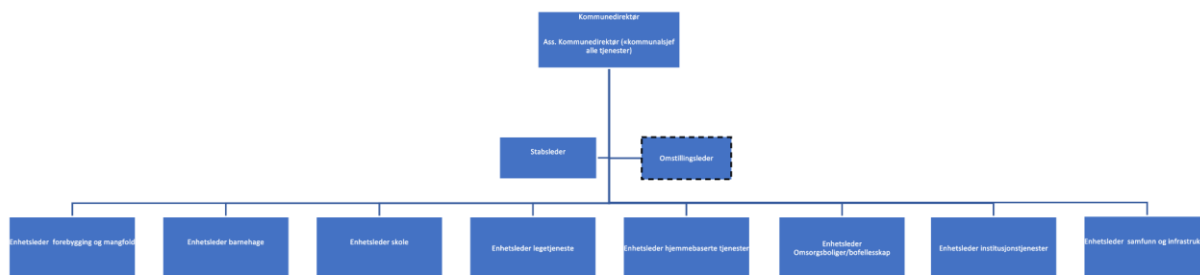 Kommunedirektør
Ass. Kommunedirektør (=kommunalsjef
alle tjenester)
Stabsleder
Omstillingsleder
Enhetsleder forebygging og mangfold
Enhetsleder barnehage
Enhetsleder skole
Enhetsleder legetjeneste
Enhetsleder hjemmebaserte tjenester
Enhetsleder
Omsorgsboliger/bofellesskap
Enhetsleder institusjonstjenester
Enhetsleder samfunn og infrastruk